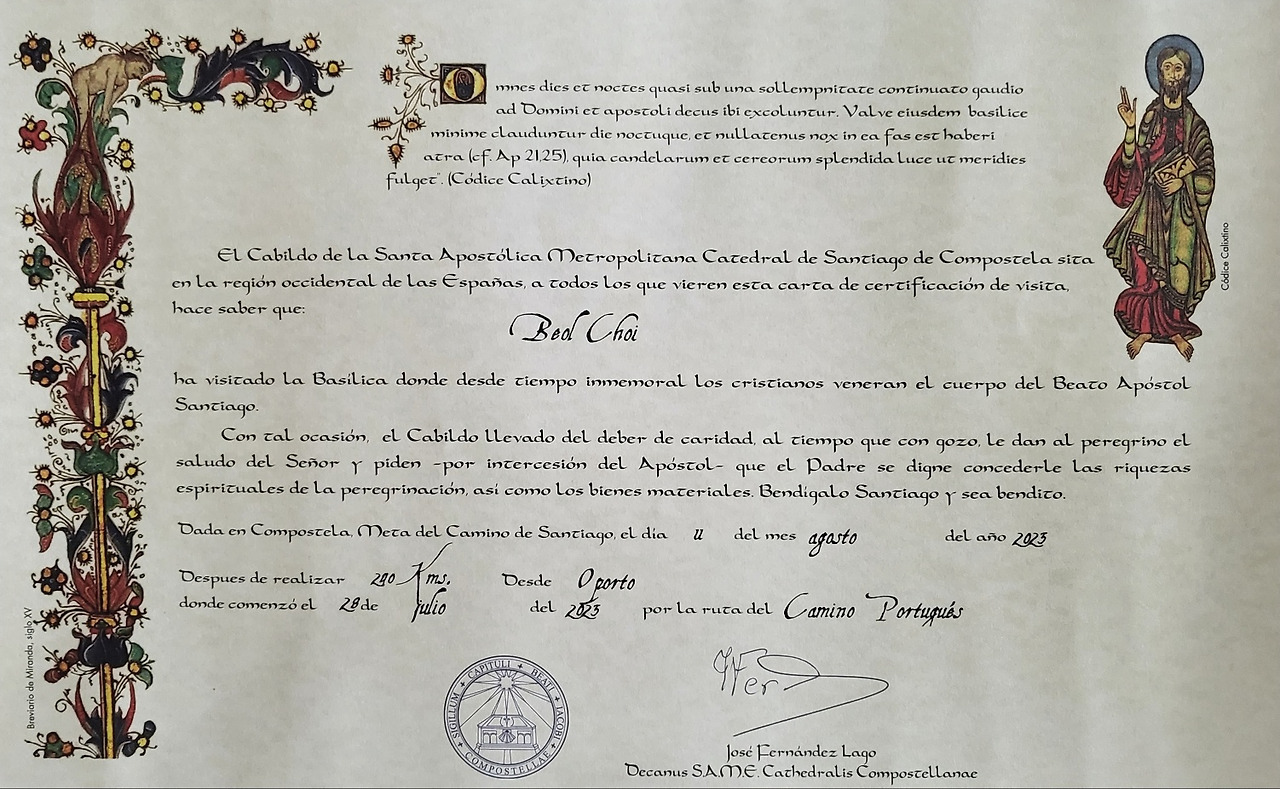 Omnes dies et noctes quasi sub una sollempnitate continuato gaudio
ad Domini et apostoli decus ibi excoluntur. Valve eiusdem basilice
minime clauduntur die noctuque, et nullatenus nox in ea fas est haberi
atra (cf. Ap 21,25), quia candelarum et cereorum splendida luce ut meridies
fulget". (Códice Calixtino)
Códice Calixtino
El Cabildo de la Santa Apostólica Metropolitana Catedral de Santiago de Compostela sita
en la región occidental de las Españas, a todos los que vieren esta carta de certificación de visita,
hace saber que:
Beol Choi
ha visitado la Basílica donde desde tiempo inmemoral los cristianos veneran el cuerpo del Beato Apóstol
Santiago.
Con tal ocasión, el Cabildo llevado del deber de caridad, al tiempo que con gozo, le dan al peregrino el
saludo del Señor y piden -por intercesión del Apóstol- que el Padre se digne concederle las riquezas
espirituales de la peregrinación, así como los bienes materiales. Bendígalo Santiago y sea bendito.
Dada en Compostela, Meta del Camino de Santiago, el día 11 del mes agosto del año 2023
Despues de realizar 290 Kms. Desde Oporto
donde comenzó el 28 de julio del 2023 por la ruta del Camino Portugués
Breviario de Miranda, siglo XV
SIGILLUM + CAPITULI + BEATI + JACOBI + COMPOSTELLAE +
José Fernández Lago
Decanus S.A.M.E. Cathedralis Compostellanae